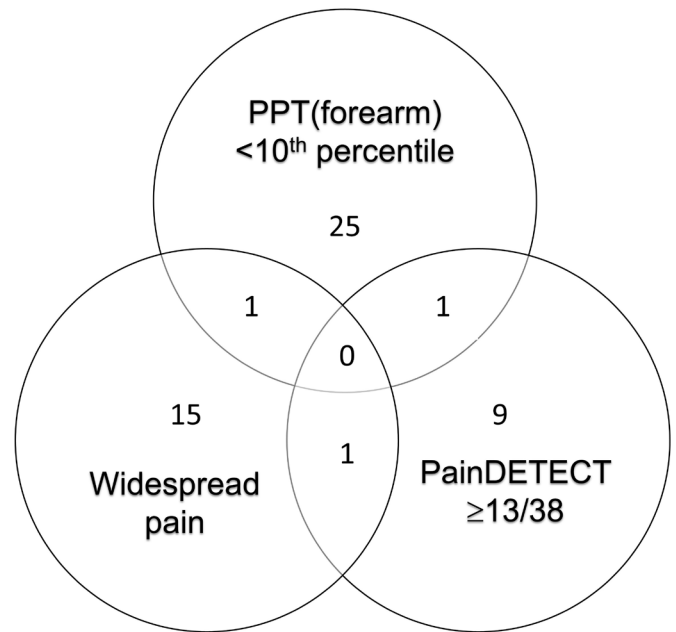 PPT(forearm)
<10th percentile
25
1
1
0
15
9
1
Widespread
pain
PainDETECT
≥13/38